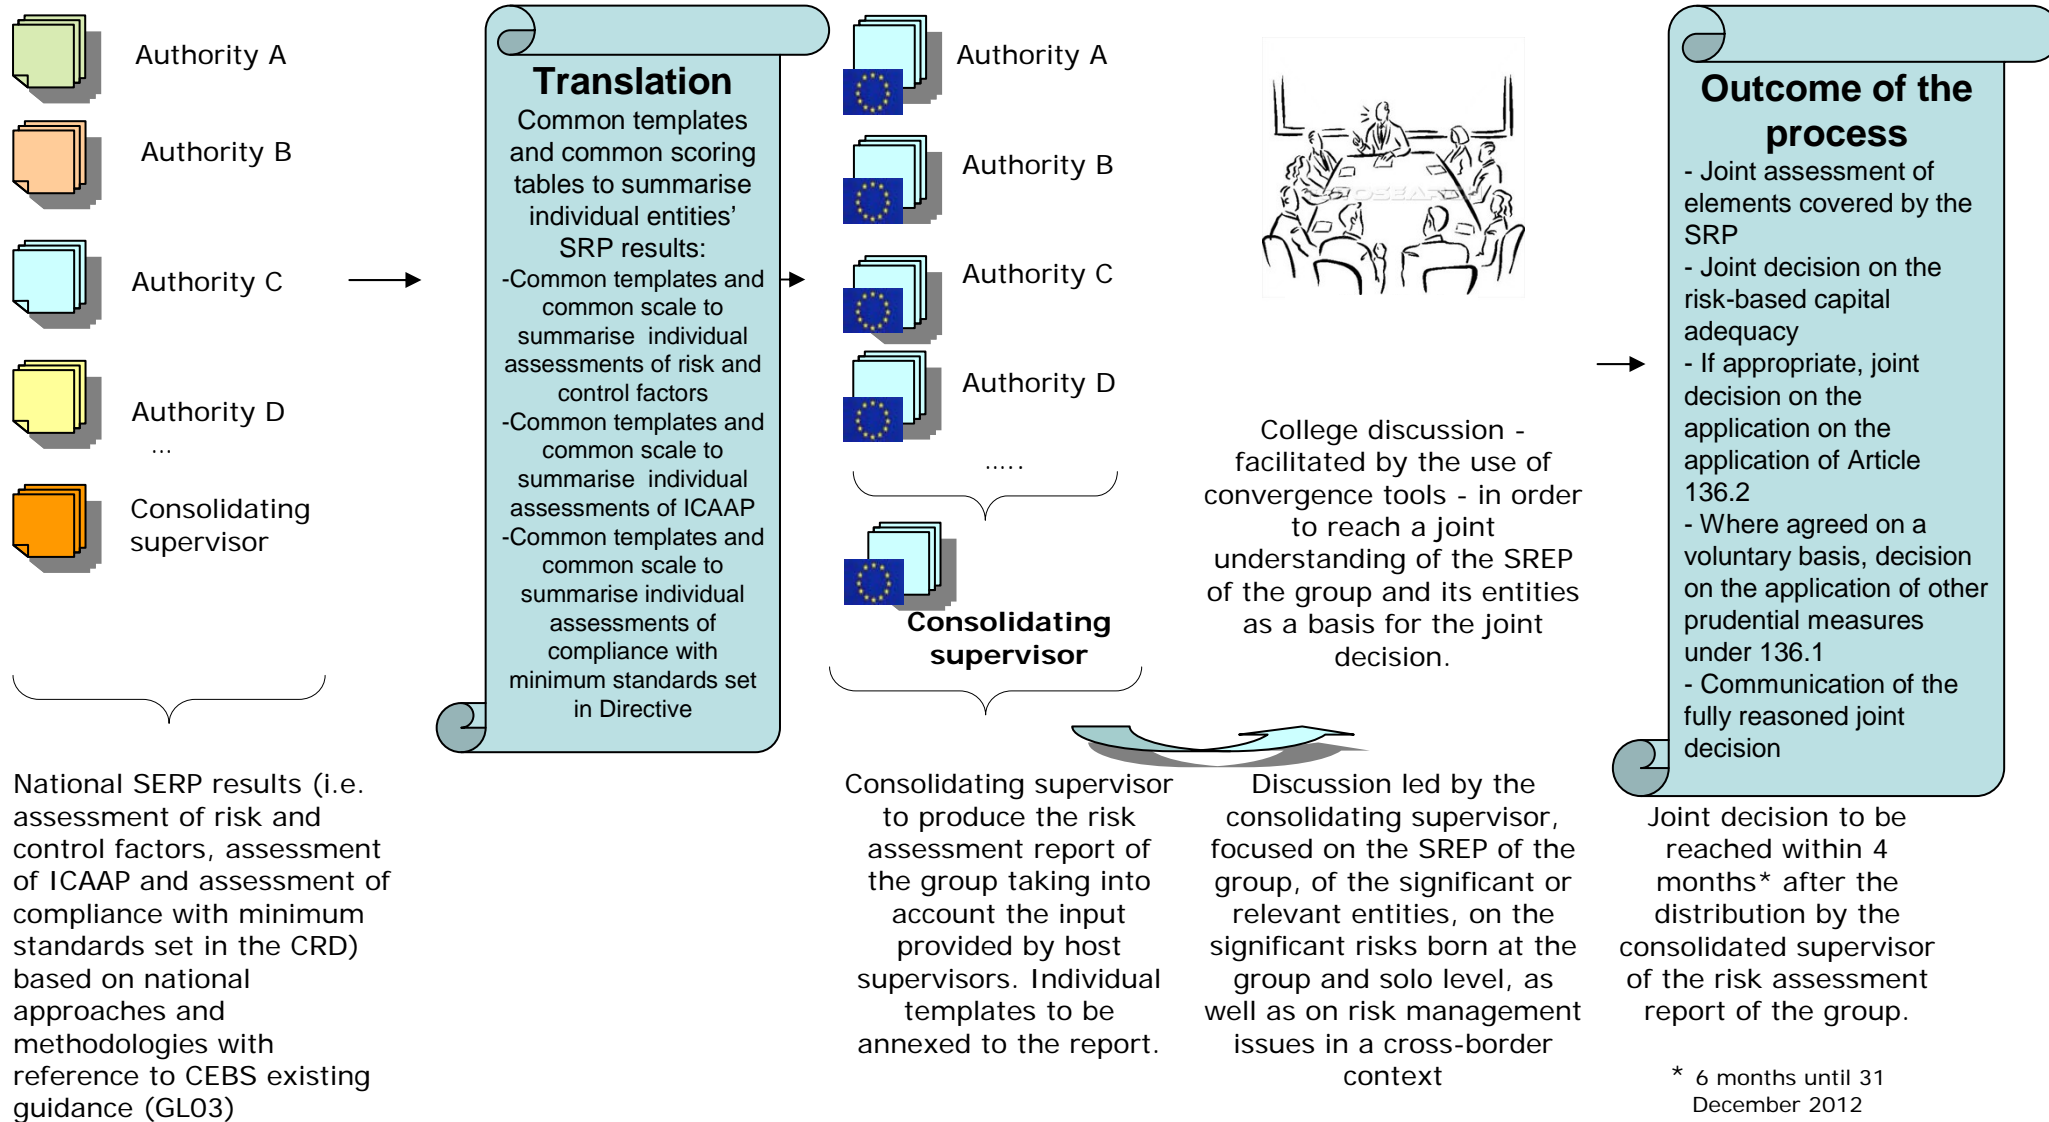 Authority A
Authority B
Authority C
Authority D
...
Consolidating
supervisor
National SERP results (i.e.
assessment of risk and
control factors, assessment
of ICAAP and assessment of
compliance with minimum
standards set in the CRD)
based on national
approaches and
methodologies with
reference to CEBS existing
guidance (GL03)
Translation
Common templates
and common scoring
tables to summarise
individual entities’
SRP results:
-Common templates and
common scale to
summarise individual
assessments of risk and
control factors
-Common templates and
common scale to
summarise individual
assessments of ICAAP
-Common templates and
common scale to
summarise individual
assessments of
compliance with
minimum standards set
in Directive
Authority A
Authority B
Authority C
Authority D
.....
Consolidating
supervisor
Consolidating supervisor
to produce the risk
assessment report of
the group taking into
account the input
provided by host
supervisors. Individual
templates to be
annexed to the report.
College discussion -
facilitated by the use of
convergence tools - in order
to reach a joint
understanding of the SREP
of the group and its entities
as a basis for the joint
decision.
Discussion led by the
consolidating supervisor,
focused on the SREP of the
group, of the significant or
relevant entities, on the
significant risks born at the
group and solo level, as
well as on risk management
issues in a cross-border
context
Outcome of the
process
- Joint assessment of
elements covered by the
SRP
- Joint decision on the
risk-based capital
adequacy
- If appropriate, joint
decision on the
application on the
application of Article
136.2
- Where agreed on a
voluntary basis, decision
on the application of other
prudential measures
under 136.1
- Communication of the
fully reasoned joint
decision
Joint decision to be
reached within 4
months* after the
distribution by the
consolidated supervisor
of the risk assessment
report of the group.
* 6 months until 31
December 2012